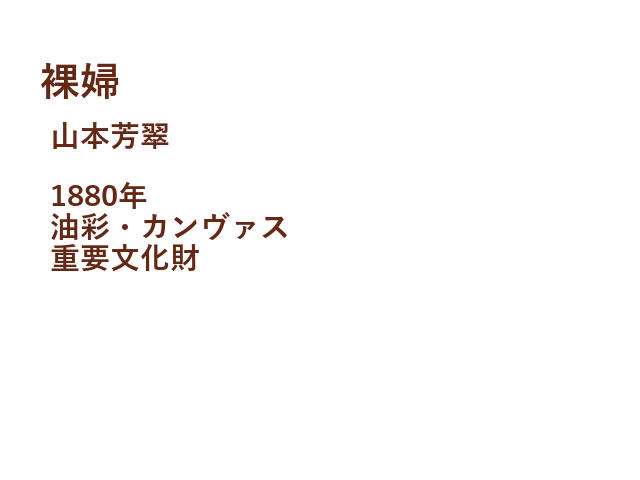 裸婦
山本芳翠
1880年
油彩・カンヴァス
重要文化財